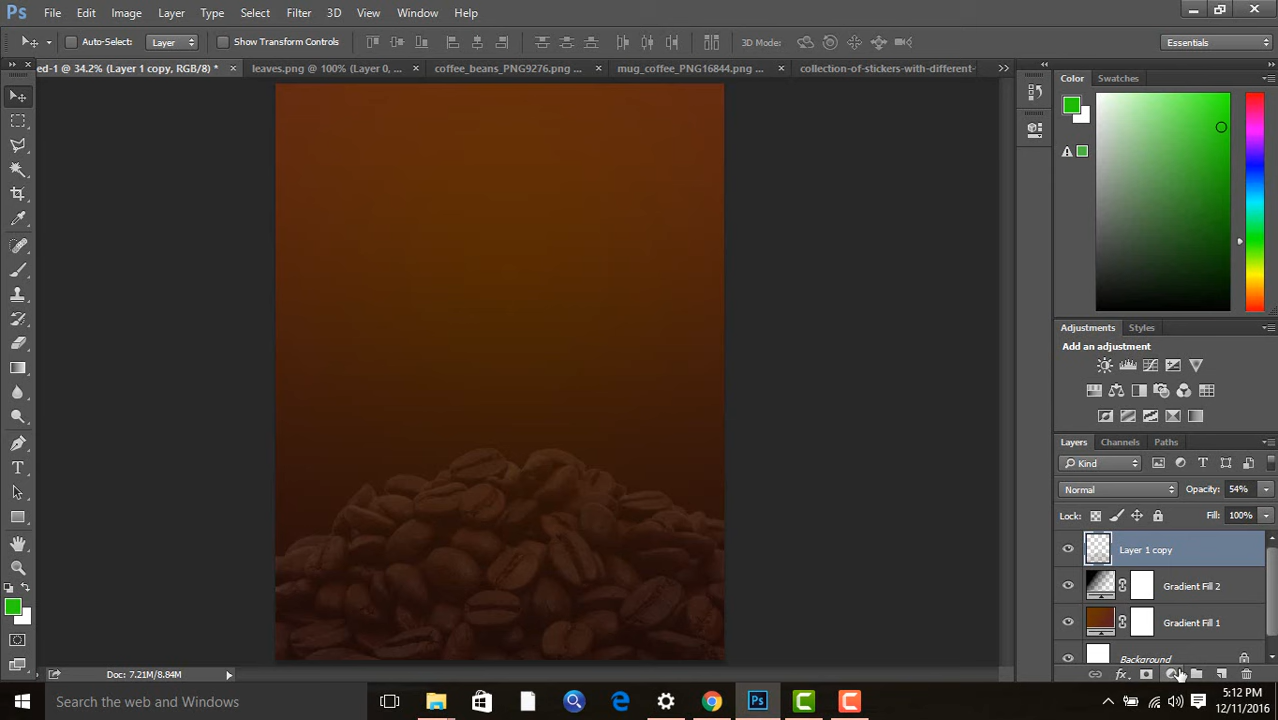 Ps File Edit Image Layer Type Select Filter 3D View Window Help
Auto-Select: Layer Show Transform Controls 3D Mode: Essentials
ed-1 @ 34.2% (Layer 1 copy, RGB/8) * × leaves.png @ 100% (Layer 0, ... × coffee_beans_PNG9276.png ... × mug_coffee_PNG16844.png ... × collection-of-stickers-with-different- >>
Color Swatches
Adjustments Styles
Add an adjustment
Layers Channels Paths
Kind
Normal Opacity: 54%
Lock: Fill: 100%
Layer 1 copy
Gradient Fill 2
Gradient Fill 1
Background
Doc: 7.21M/8.84M
Search the web and Windows
5:12 PM
12/11/2016